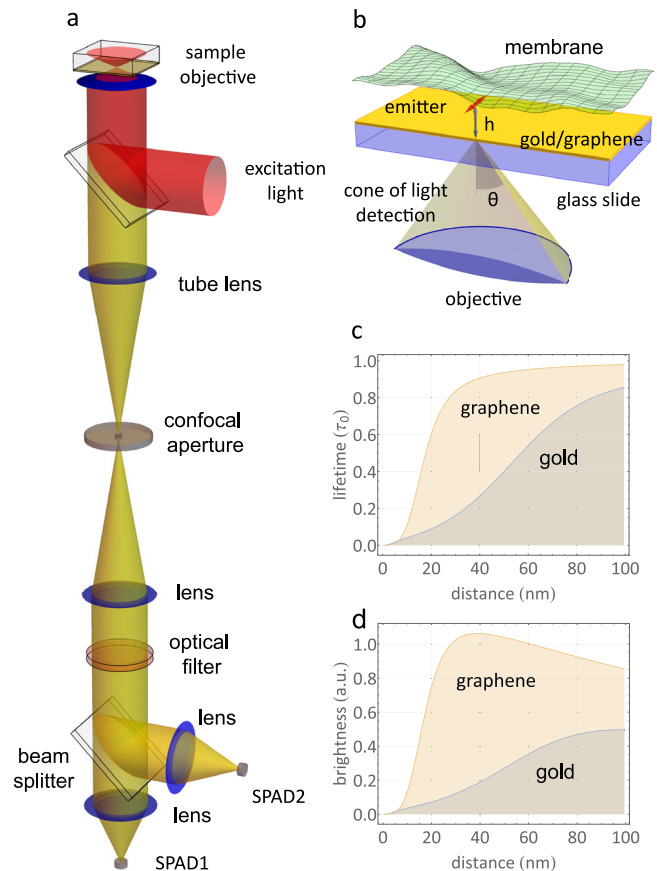 a
sample
objective
excitation
light
tube lens
confocal
aperture
lens
optical
filter
lens
beam
splitter
SPAD2
lens
SPAD1
b
membrane
emitter
h
gold/graphene
cone of light
detection
θ
glass slide
objective
c
lifetime (τ0)
1.0
0.8
0.6
0.4
0.2
0.0
graphene
gold
0 20 40 60 80 100
distance (nm)
d
brightness (a.u.)
1.0
0.8
0.6
0.4
0.2
0.0
graphene
gold
0 20 40 60 80 100
distance (nm)